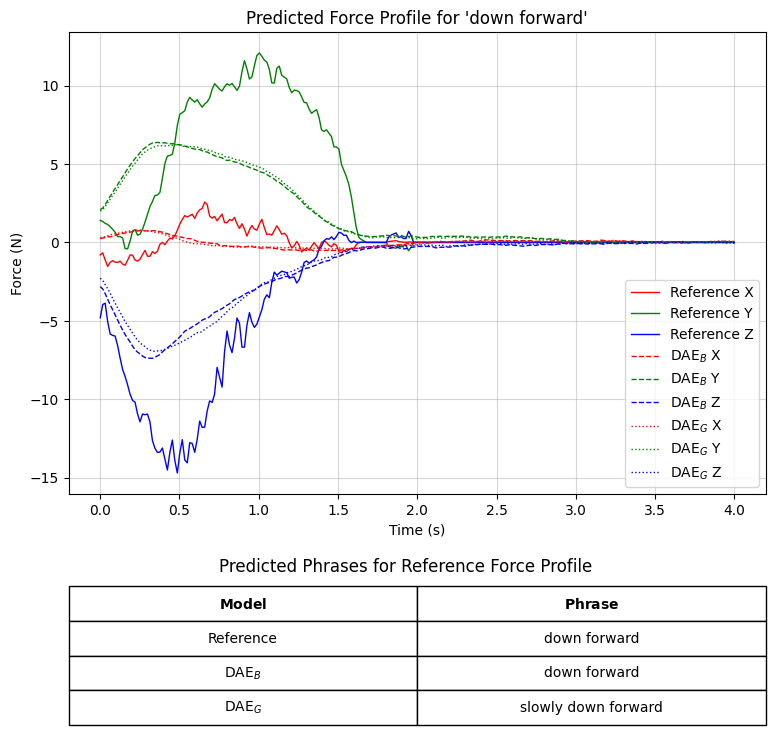 Predicted Force Profile for 'down forward'
Force (N)
10
5
0
−5
−10
−15
Reference X
Reference Y
Reference Z
DAE_B X
DAE_B Y
DAE_B Z
DAE_G X
DAE_G Y
DAE_G Z
0.0 0.5 1.0 1.5 2.0 2.5 3.0 3.5 4.0
Time (s)
Predicted Phrases for Reference Force Profile
Model Phrase
Reference down forward
DAE_B down forward
DAE_G slowly down forward